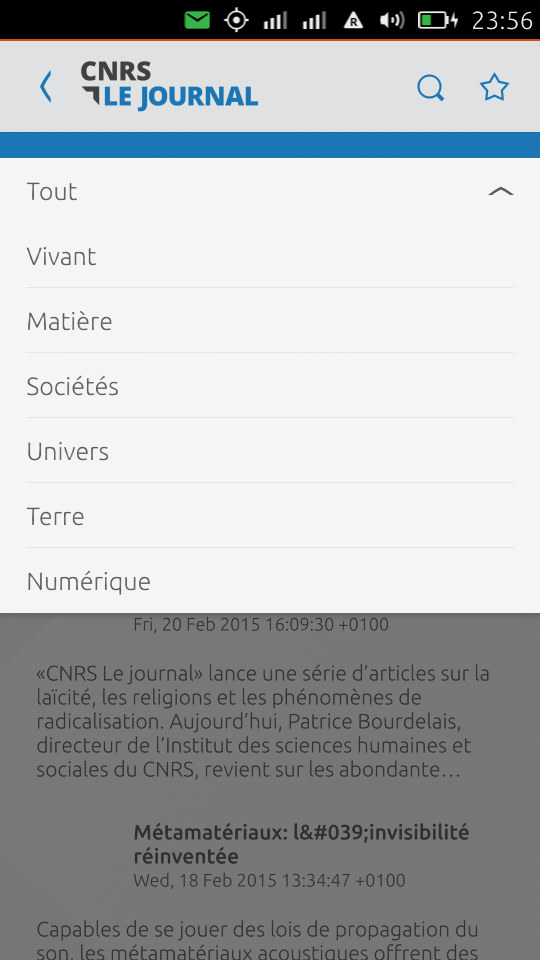 23:56
CNRS
LE JOURNAL
Tout
Vivant
Matière
Sociétés
Univers
Terre
Numérique
Fri, 20 Feb 2015 16:09:30 +0100
«CNRS Le journal» lance une série d’articles sur la
laïcité, les religions et les phénomènes de
radicalisation. Aujourd’hui, Patrice Bourdelais,
directeur de l’Institut des sciences humaines et
sociales du CNRS, revient sur les abondante…
Métamatériaux: l&#039;invisibilité
réinventée
Wed, 18 Feb 2015 13:34:47 +0100
Capables de se jouer des lois de propagation du
son, les métamatériaux acoustiques offrent des